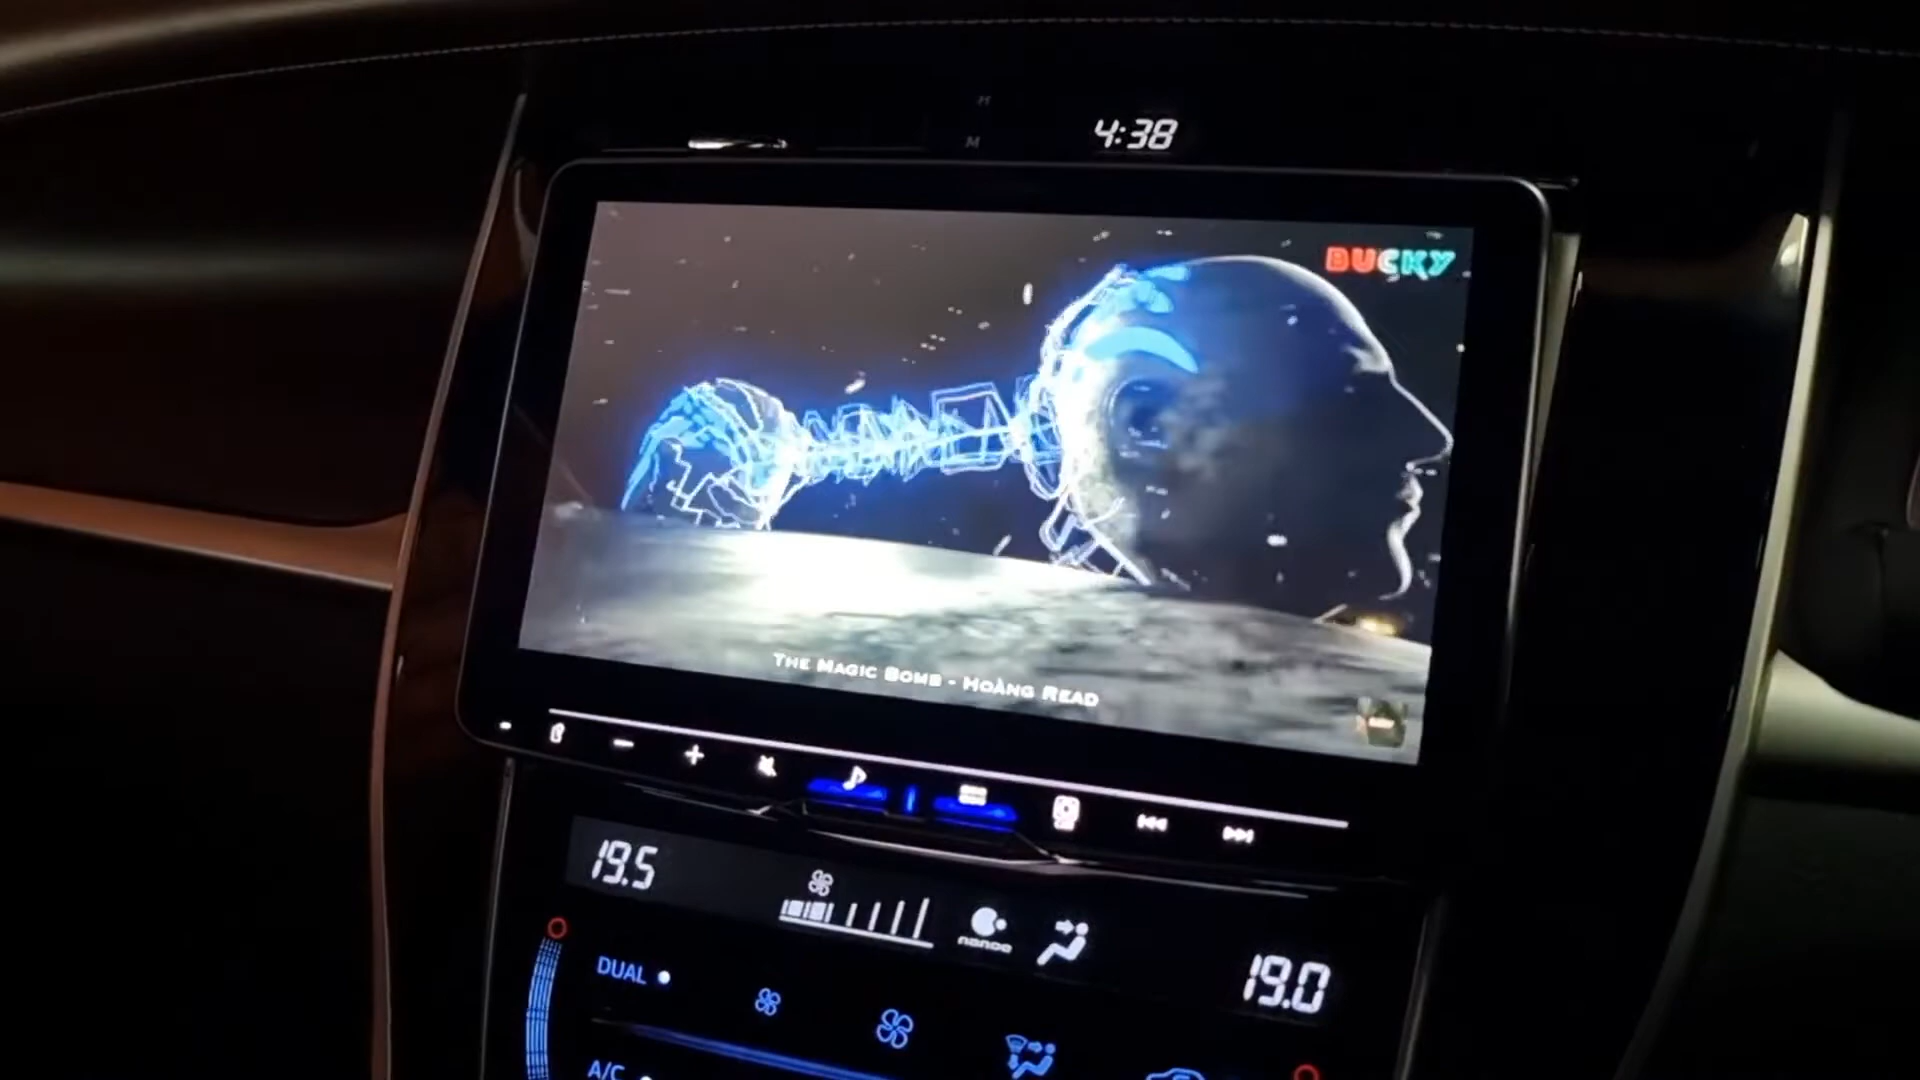 4:38
BUCKY
THE MAGIC BOMB - HOÀNG READ
19.5
nanoe
19.0
DUAL
A/C